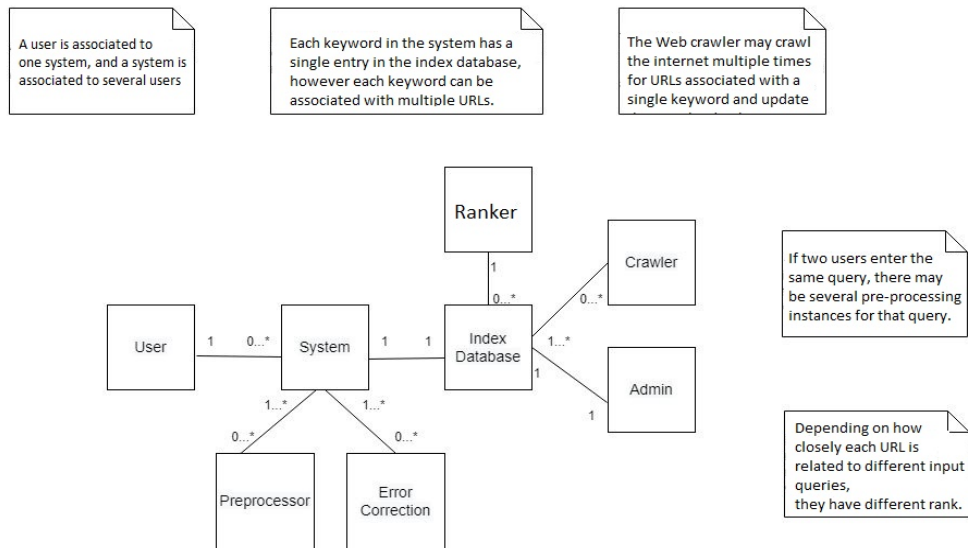 A user is associated to
one system, and a system is
associated to several users
Each keyword in the system has a
single entry in the index database,
however each keyword can be
associated with multiple URLs.
The Web crawler may crawl
the internet multiple times
for URLs associated with a
single keyword and update
Ranker
1
0...*
Crawler
0...*
If two users enter the
same query, there may
be several pre-processing
instances for that query.
User
1
0...*
System
1
1
Index
Database
1...*
1
Admin
1
1...*
1...*
0...*
0...*
Preprocessor
Error
Correction
Depending on how
closely each URL is
related to different input
queries,
they have different rank.